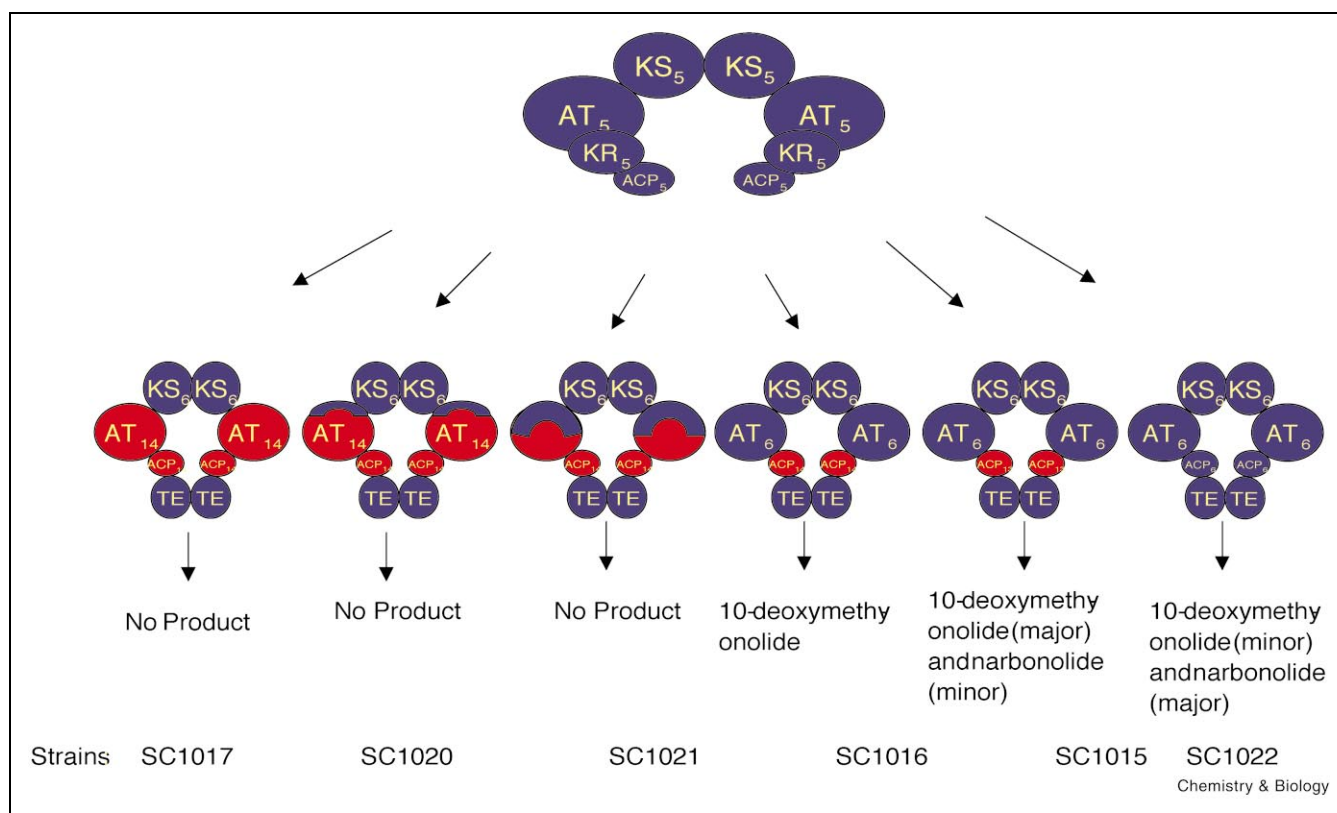 KS5 KS5
AT5 AT5
KR5 KR5
ACP5 ACP5
KS6 KS6 KS6 KS6 KS6 KS6 KS6 KS6 KS6 KS6 KS6 KS6
AT14 AT14 AT14 AT14 AT6 AT6 AT6 AT6 AT6 AT6
ACP6 ACP6
TE TE TE TE TE TE TE TE TE TE TE TE
No Product
No Product
No Product
10-deoxymethy
onolide
10-deoxymethy
onolide(major)
andnarbonolide
(minor)
10-deoxymethy
onolide(minor)
andnarbonolide
(major)
Strains: SC1017 SC1020 SC1021 SC1016 SC1015 SC1022
Chemistry & Biology